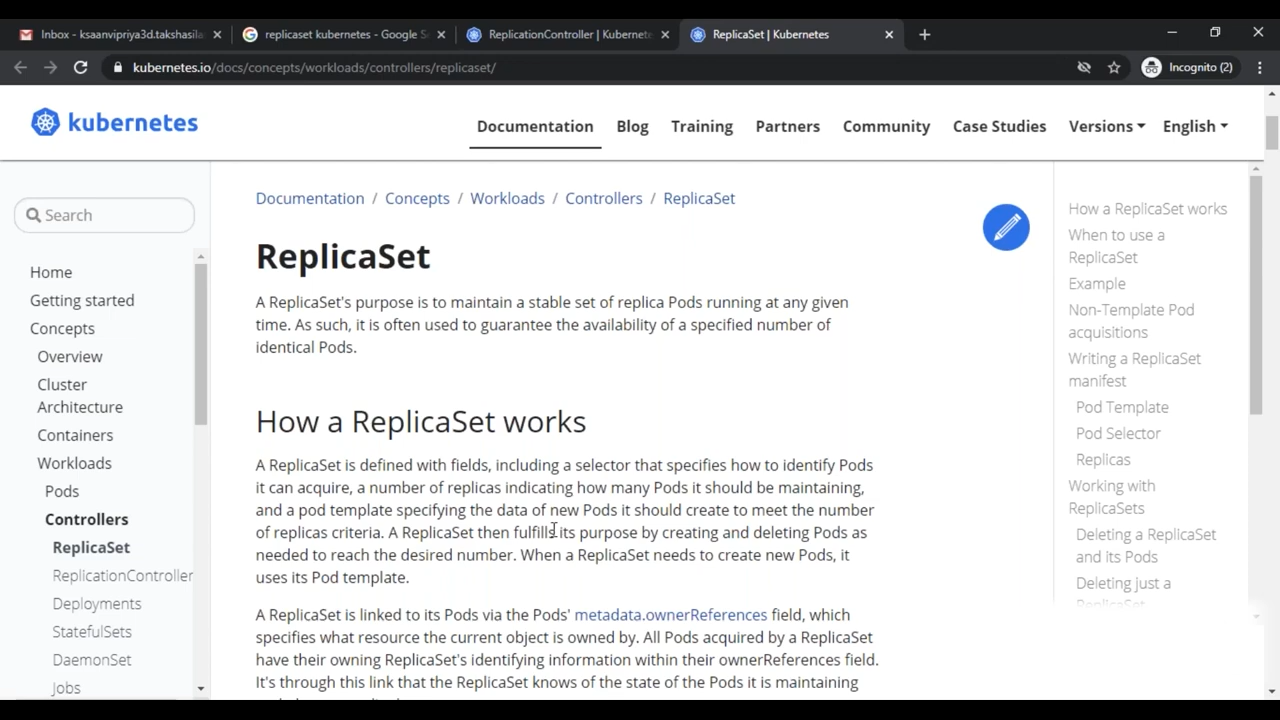 Inbox - ksaanvipriya3d.takshasila
replicaset kubernetes - Google Se
ReplicationController | Kubernete
ReplicaSet | Kubernetes
kubernetes.io/docs/concepts/workloads/controllers/replicaset/
Incognito (2)
kubernetes
Documentation
Blog
Training
Partners
Community
Case Studies
Versions
English
Search
Home
Getting started
Concepts
Overview
Cluster
Architecture
Containers
Workloads
Pods
Controllers
ReplicaSet
ReplicationController
Deployments
StatefulSets
DaemonSet
Jobs
Documentation / Concepts / Workloads / Controllers / ReplicaSet
ReplicaSet
A ReplicaSet's purpose is to maintain a stable set of replica Pods running at any given
time. As such, it is often used to guarantee the availability of a specified number of
identical Pods.
How a ReplicaSet works
A ReplicaSet is defined with fields, including a selector that specifies how to identify Pods
it can acquire, a number of replicas indicating how many Pods it should be maintaining,
and a pod template specifying the data of new Pods it should create to meet the number
of replicas criteria. A ReplicaSet then fulfills its purpose by creating and deleting Pods as
needed to reach the desired number. When a ReplicaSet needs to create new Pods, it
uses its Pod template.
A ReplicaSet is linked to its Pods via the Pods' metadata.ownerReferences field, which
specifies what resource the current object is owned by. All Pods acquired by a ReplicaSet
have their owning ReplicaSet's identifying information within their ownerReferences field.
It's through this link that the ReplicaSet knows of the state of the Pods it is maintaining
How a ReplicaSet works
When to use a
ReplicaSet
Example
Non-Template Pod
acquisitions
Writing a ReplicaSet
manifest
Pod Template
Pod Selector
Replicas
Working with
ReplicaSets
Deleting a ReplicaSet
and its Pods
Deleting just a
ReplicaSet